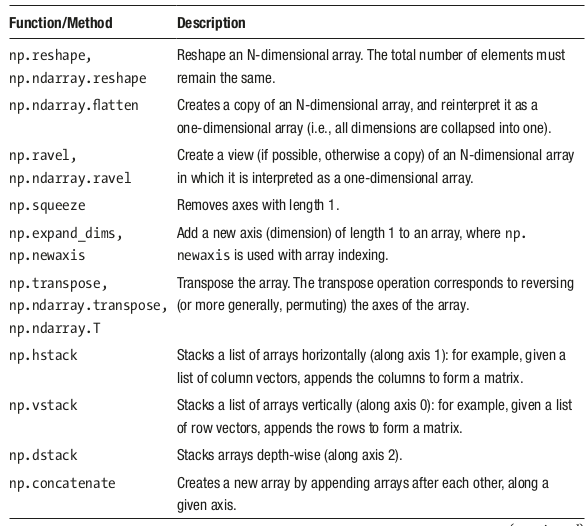 Function/Method Description
np.reshape, Reshape an N-dimensional array. The total number of elements must
np.ndarray.reshape remain the same.
np.ndarray.flatten Creates a copy of an N-dimensional array, and reinterpret it as a
one-dimensional array (i.e., all dimensions are collapsed into one).
np.ravel, Create a view (if possible, otherwise a copy) of an N-dimensional array
np.ndarray.ravel in which it is interpreted as a one-dimensional array.
np.squeeze Removes axes with length 1.
np.expand_dims, Add a new axis (dimension) of length 1 to an array, where np.
np.newaxis newaxis is used with array indexing.
np.transpose, Transpose the array. The transpose operation corresponds to reversing
np.ndarray.transpose, (or more generally, permuting) the axes of the array.
np.ndarray.T
np.hstack Stacks a list of arrays horizontally (along axis 1): for example, given a
list of column vectors, appends the columns to form a matrix.
np.vstack Stacks a list of arrays vertically (along axis 0): for example, given a list
of row vectors, appends the rows to form a matrix.
np.dstack Stacks arrays depth-wise (along axis 2).
np.concatenate Creates a new array by appending arrays after each other, along a
given axis.